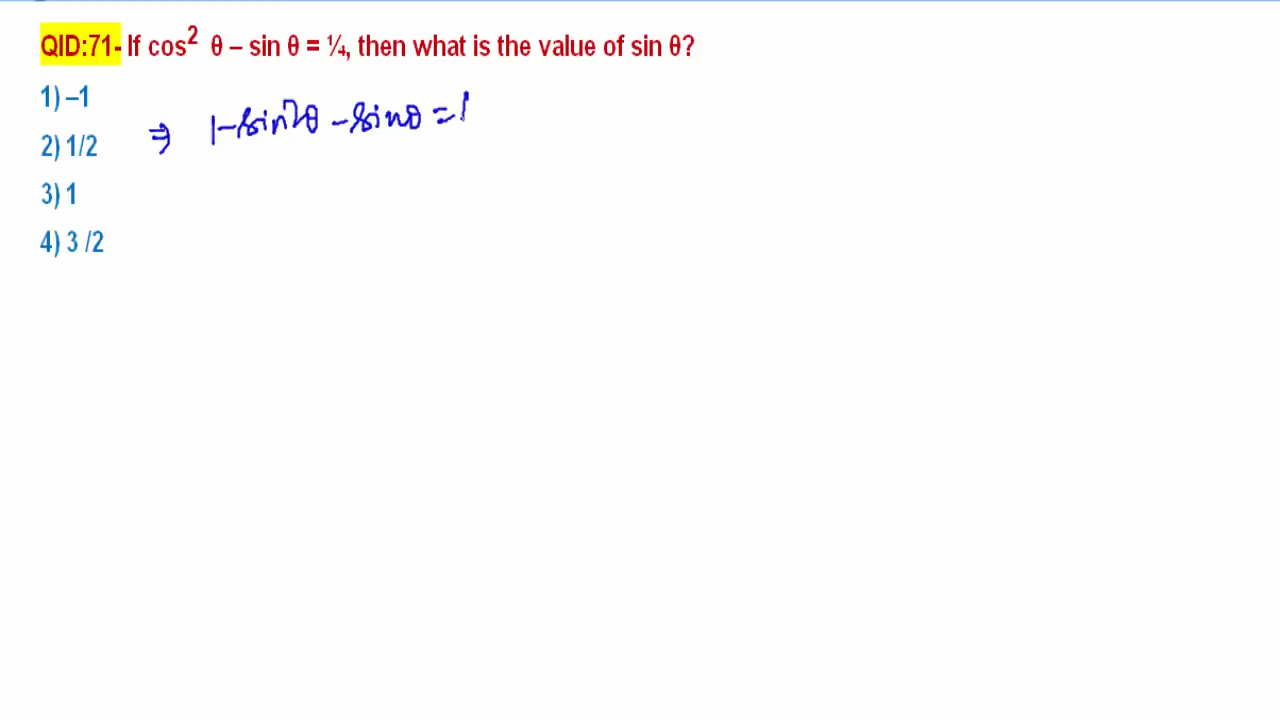 QID:71- If cos² θ – sin θ = ¼, then what is the value of sin θ?
1) –1
⇒ 1 – sin²θ – sinθ = 1
2) 1/2
3) 1
4) 3 /2